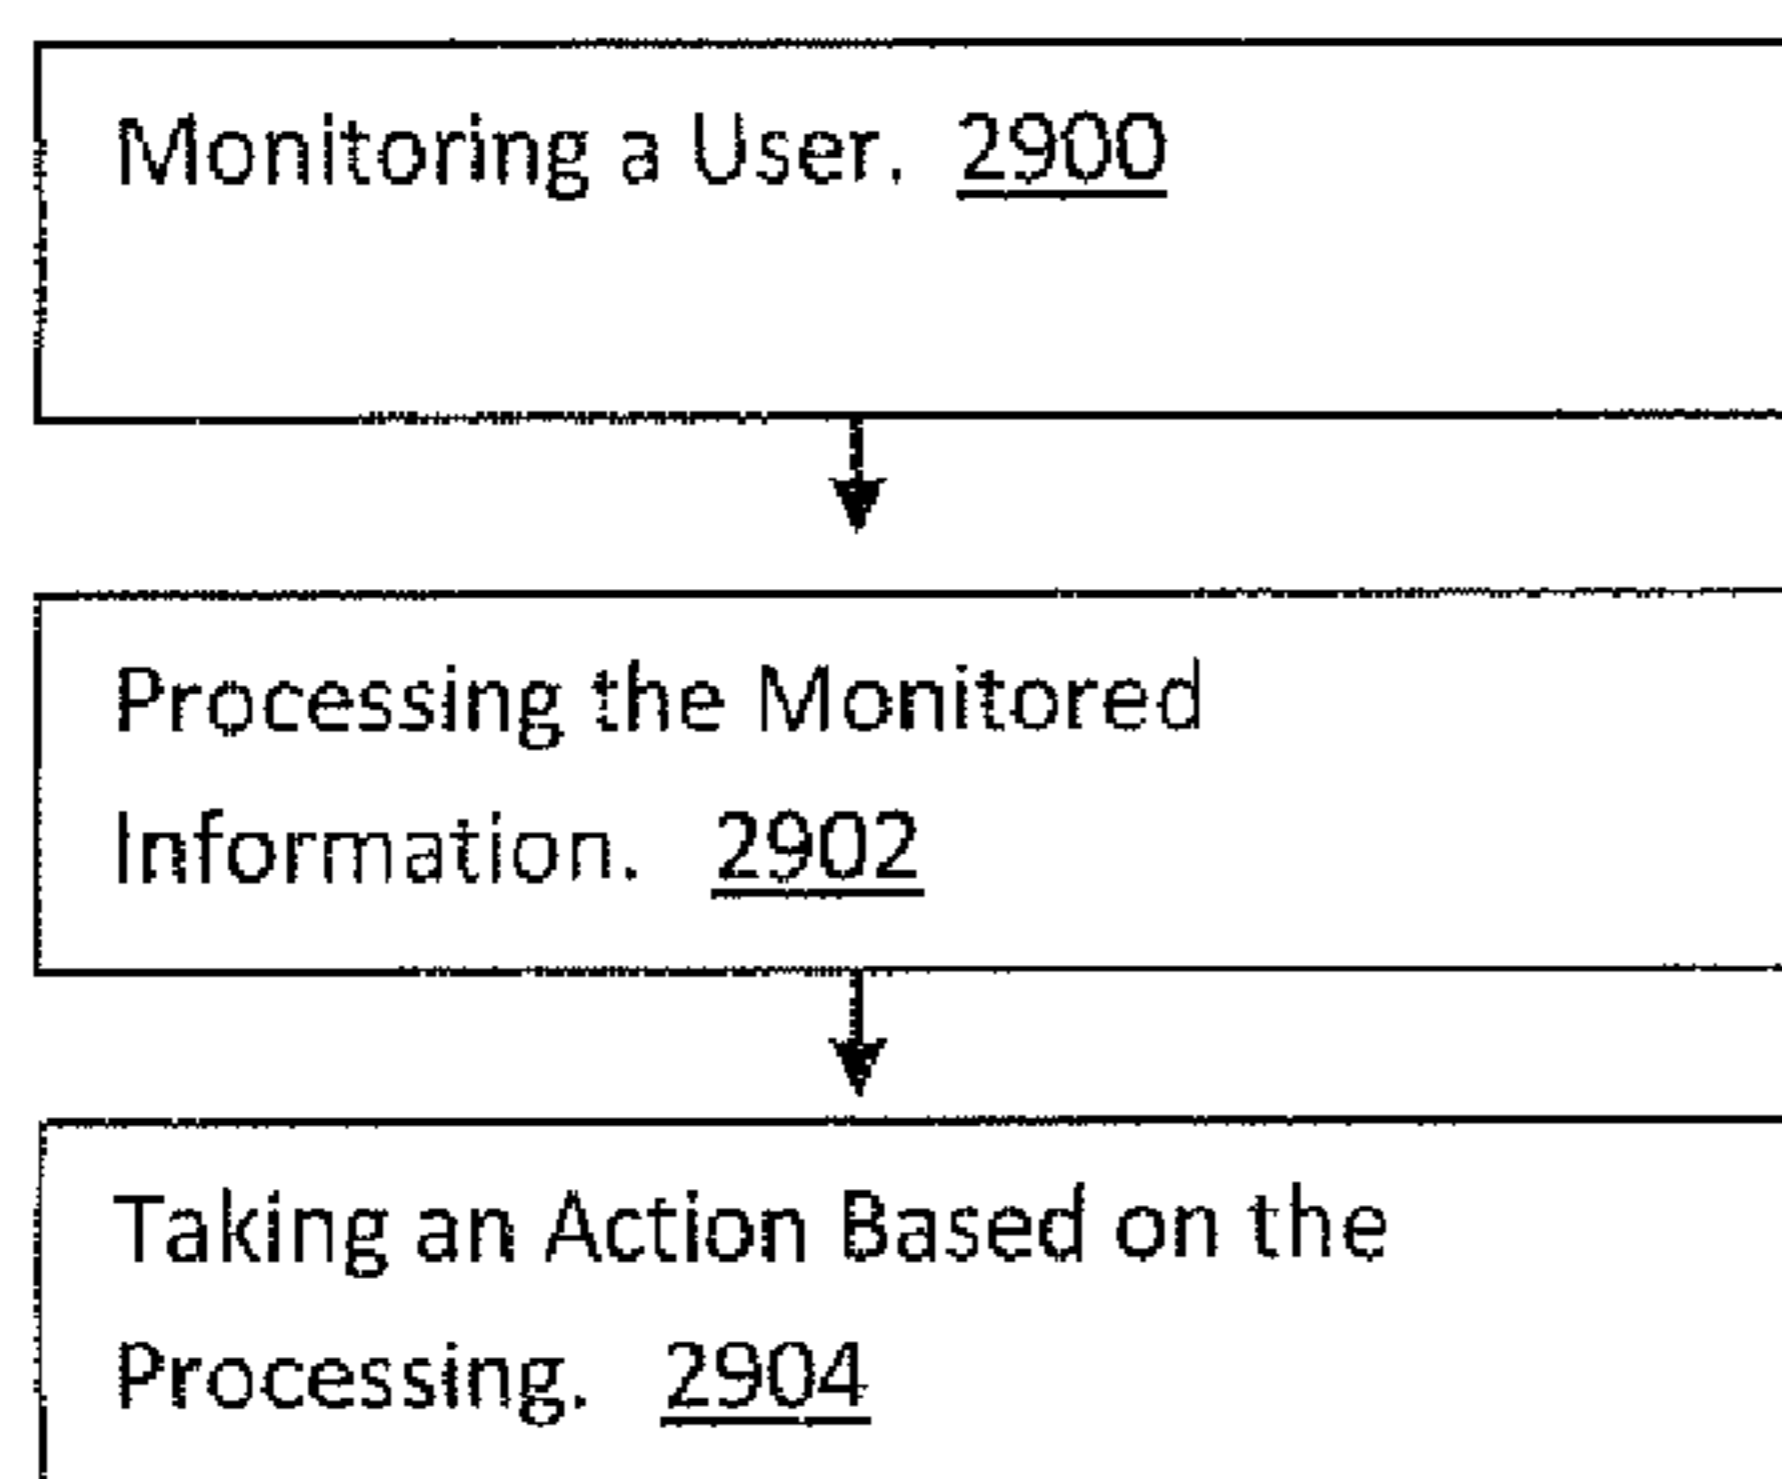 Monitoring a User. 2900
Processing the Monitored
Information. 2902
Taking an Action Based on the
Processing. 2904